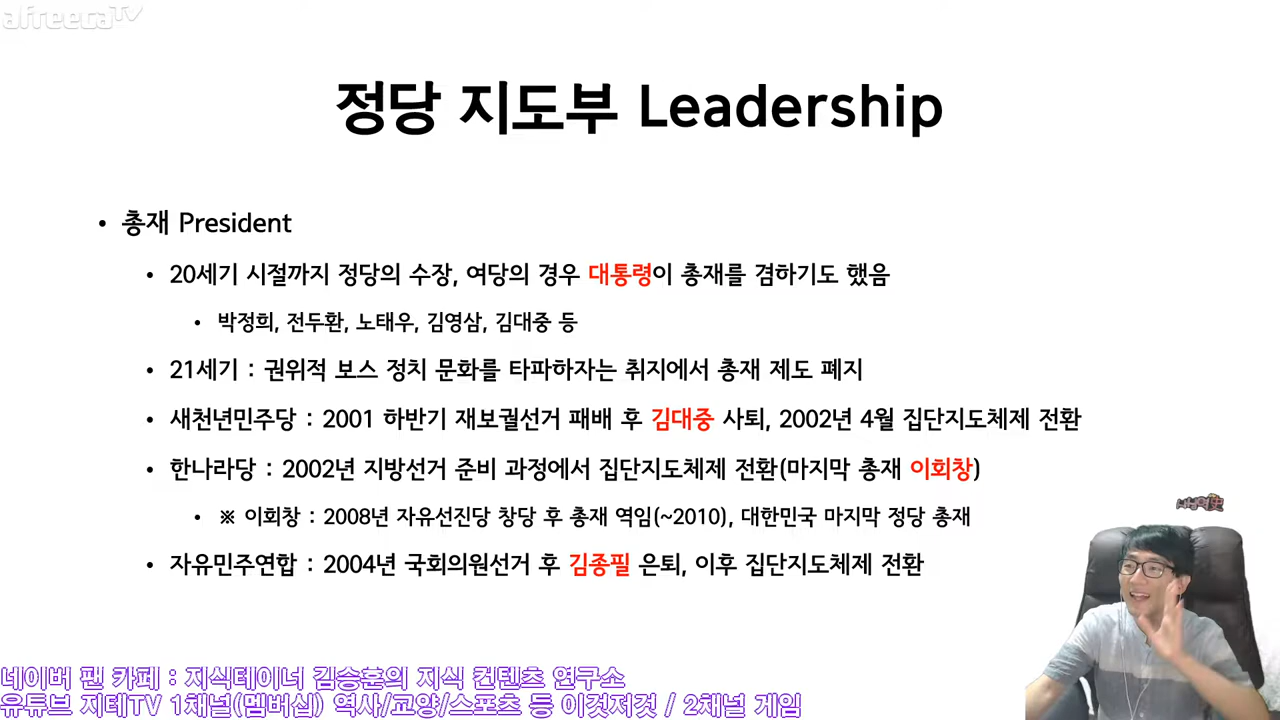 afreecaTV
정당 지도부 Leadership
• 총재 President
• 20세기 시절까지 정당의 수장, 여당의 경우 대통령이 총재를 겸하기도 했음
• 박정희, 전두환, 노태우, 김영삼, 김대중 등
• 21세기 : 권위적 보스 정치 문화를 타파하자는 취지에서 총재 제도 폐지
• 새천년민주당 : 2001 하반기 재보궐선거 패배 후 김대중 사퇴, 2002년 4월 집단지도체제 전환
• 한나라당 : 2002년 지방선거 준비 과정에서 집단지도체제 전환(마지막 총재 이회창)
• ※ 이회창 : 2008년 자유선진당 창당 후 총재 역임(~2010), 대한민국 마지막 정당 총재
• 자유민주연합 : 2004년 국회의원선거 후 김종필 은퇴, 이후 집단지도체제 전환
네이버 팬 카페 : 지식테이너 김승훈의 지식 컨텐츠 연구소
유튜브 지테TV 1채널(멤버십) 역사/교양/스포츠 등 이것저것 / 2채널 게임